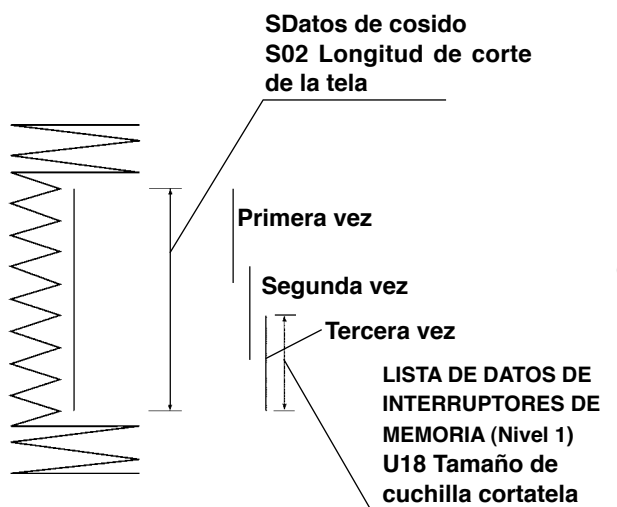 SDatos de cosido
S02 Longitud de corte
de la tela
Primera vez
Segunda vez
Tercera vez
LISTA DE DATOS DE
INTERRUPTORES DE
MEMORIA (Nivel 1)
U18 Tamaño de
cuchilla cortatela